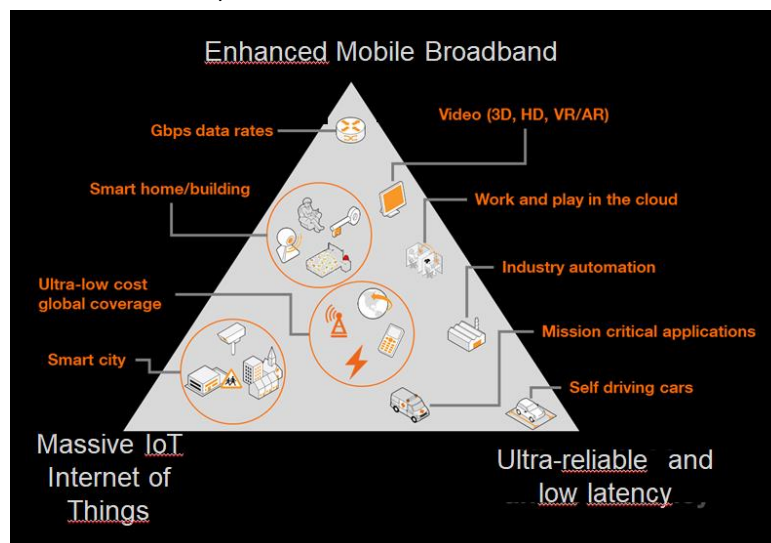 Enhanced Mobile Broadband
Gbps data rates
Video (3D, HD, VR/AR)
Smart home/building
Work and play in the cloud
Industry automation
Ultra-low cost
global coverage
Mission critical applications
Smart city
Self driving cars
Massive IoT
Internet of
Things
Ultra-reliable and
low latency